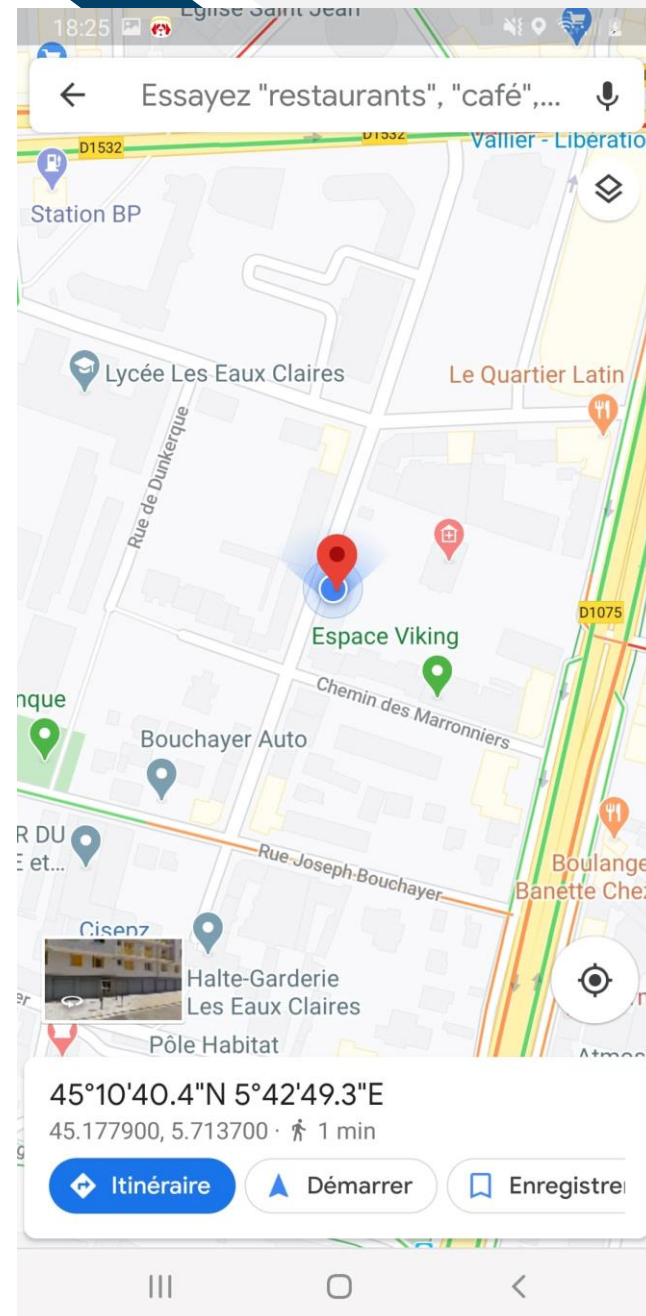 Eglise Saint Jean
18:25
Essayez "restaurants", "café",...
D1532
D1532
Vallier - Libératio
Station BP
Lycée Les Eaux Claires
Le Quartier Latin
Rue de Dunkerque
D1075
Espace Viking
Chemin des Marronniers
nque
Bouchayer Auto
R DU
E et...
Rue Joseph Bouchayer
Boulange
Banette Chez
Cisenz
Halte-Garderie
Les Eaux Claires
Pôle Habitat
Atmos
45°10'40.4"N 5°42'49.3"E
45.177900, 5.713700 · 1 min
Itinéraire
Démarrer
Enregistrer